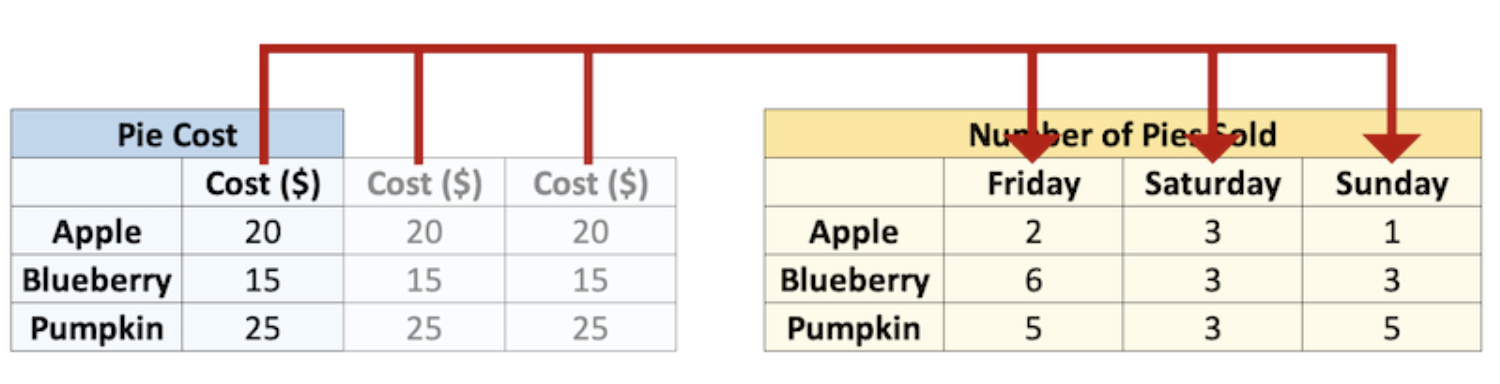 Pie Cost
Cost ($) Cost ($) Cost ($)
Apple 20 20 20
Blueberry 15 15 15
Pumpkin 25 25 25
Number of Pies Sold
Friday Saturday Sunday
Apple 2 3 1
Blueberry 6 3 3
Pumpkin 5 3 5